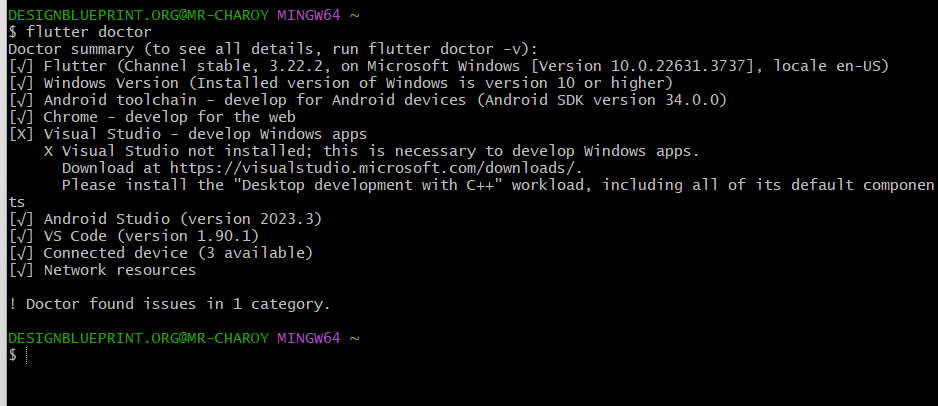 DESIGNBLUEPRINT.ORG@MR-CHAROY MINGW64 ~
$ flutter doctor
Doctor summary (to see all details, run flutter doctor -v):
[√] Flutter (Channel stable, 3.22.2, on Microsoft Windows [Version 10.0.22631.3737], locale en-US)
[√] Windows Version (Installed version of Windows is version 10 or higher)
[√] Android toolchain - develop for Android devices (Android SDK version 34.0.0)
[√] Chrome - develop for the web
[X] Visual Studio - develop Windows apps
    X Visual Studio not installed; this is necessary to develop Windows apps.
      Download at https://visualstudio.microsoft.com/downloads/.
      Please install the "Desktop development with C++" workload, including all of its default componen
ts
[√] Android Studio (version 2023.3)
[√] VS Code (version 1.90.1)
[√] Connected device (3 available)
[√] Network resources
! Doctor found issues in 1 category.
DESIGNBLUEPRINT.ORG@MR-CHAROY MINGW64 ~
$